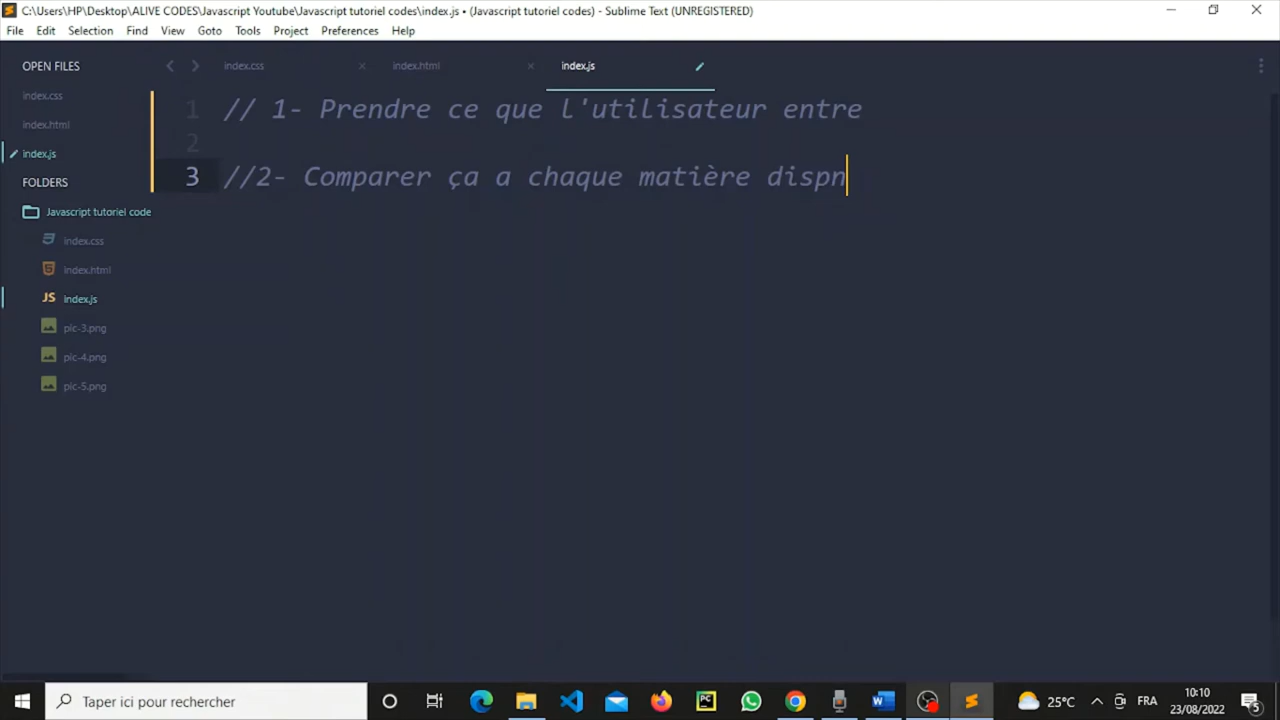 C:\Users\HP\Desktop\ALIVE CODES\Javascript Youtube\Javascript tutoriel codes\index.js • (Javascript tutoriel codes) - Sublime Text (UNREGISTERED)
File Edit Selection Find View Goto Tools Project Preferences Help
OPEN FILES
index.css
index.html
index.js
FOLDERS
Javascript tutoriel code
index.css
index.html
JS index.js
pic-3.png
pic-4.png
pic-5.png
index.css index.html index.js
1 // 1- Prendre ce que l'utilisateur entre
2
3 //2- Comparer ça a chaque matière dispn
Taper ici pour rechercher
25°C
FRA
10:10
23/08/2022
5